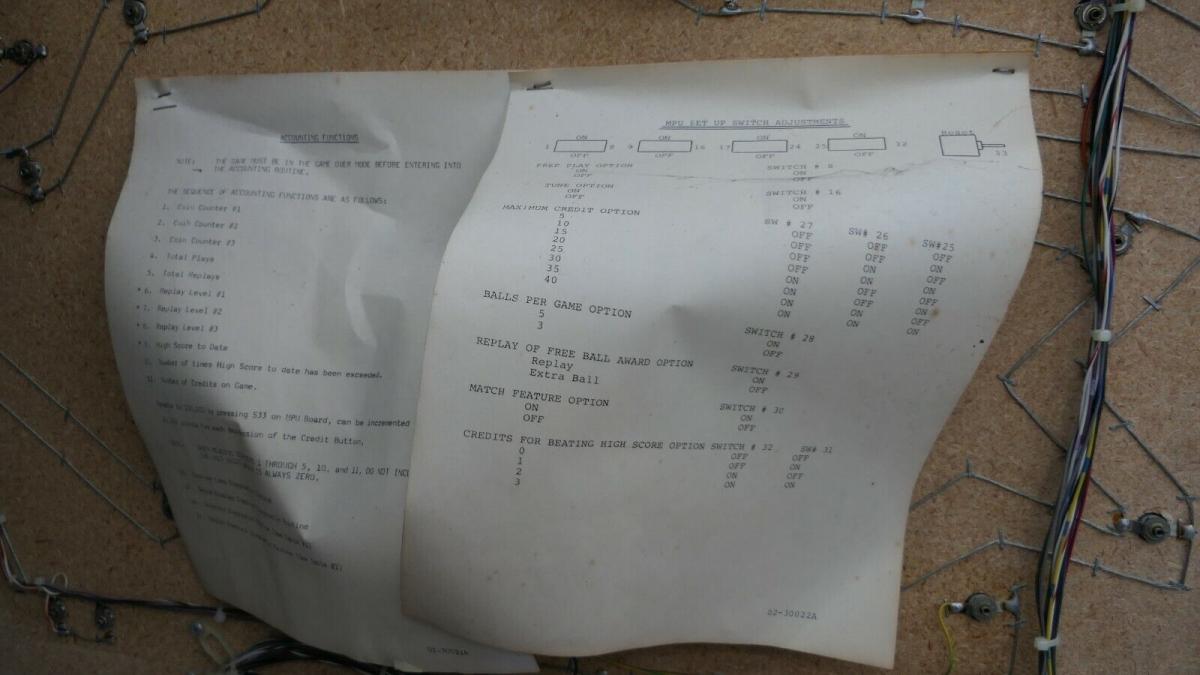 ACCOUNTING FUNCTIONS
NOTE: THE GAME MUST BE IN THE GAME OVER MODE BEFORE ENTERING INTO
THE ACCOUNTING ROUTINE.
THE SEQUENCE OF ACCOUNTING FUNCTIONS ARE AS FOLLOWS:
1. Coin Counter #1
2. Coin Counter #2
3. Coin Counter #3
4. Total Plays
5. Total Replays
* 6. Replay Level #1
* 7. Replay Level #2
* 8. Replay Level #3
* 9. High Score to Date
10. Number of times High Score to date has been exceeded.
11. Number of Credits on Game.
pressing S33 on MPU Board, can be incremented
for each depression of the Credit Button.
1 THROUGH 5, 10, and 11, DO NOT
IS ALWAYS ZERO.
MPU SET UP SWITCH ADJUSTMENTS
ON ON ON ON Reset
1 8 9 16 17 24 25 32
OFF OFF OFF OFF 33
FREE PLAY OPTION SWITCH # 8
ON ON
OFF OFF
TUNE OPTION SWITCH # 16
ON ON
OFF OFF
MAXIMUM CREDIT OPTION SW # 27 SW# 26 SW#25
5 OFF OFF OFF
10 OFF OFF ON
15 OFF ON OFF
20 OFF ON ON
25 ON OFF OFF
30 ON OFF ON
35 ON ON OFF
40 ON ON ON
BALLS PER GAME OPTION SWITCH # 28
5 ON
3 OFF
REPLAY OF FREE BALL AWARD OPTION SWITCH # 29
Replay ON
Extra Ball OFF
MATCH FEATURE OPTION SWITCH # 30
ON ON
OFF OFF
CREDITS FOR BEATING HIGH SCORE OPTION SWITCH # 32 SW# 31
0 OFF OFF
1 OFF ON
2 ON OFF
3 ON ON
02-30022A